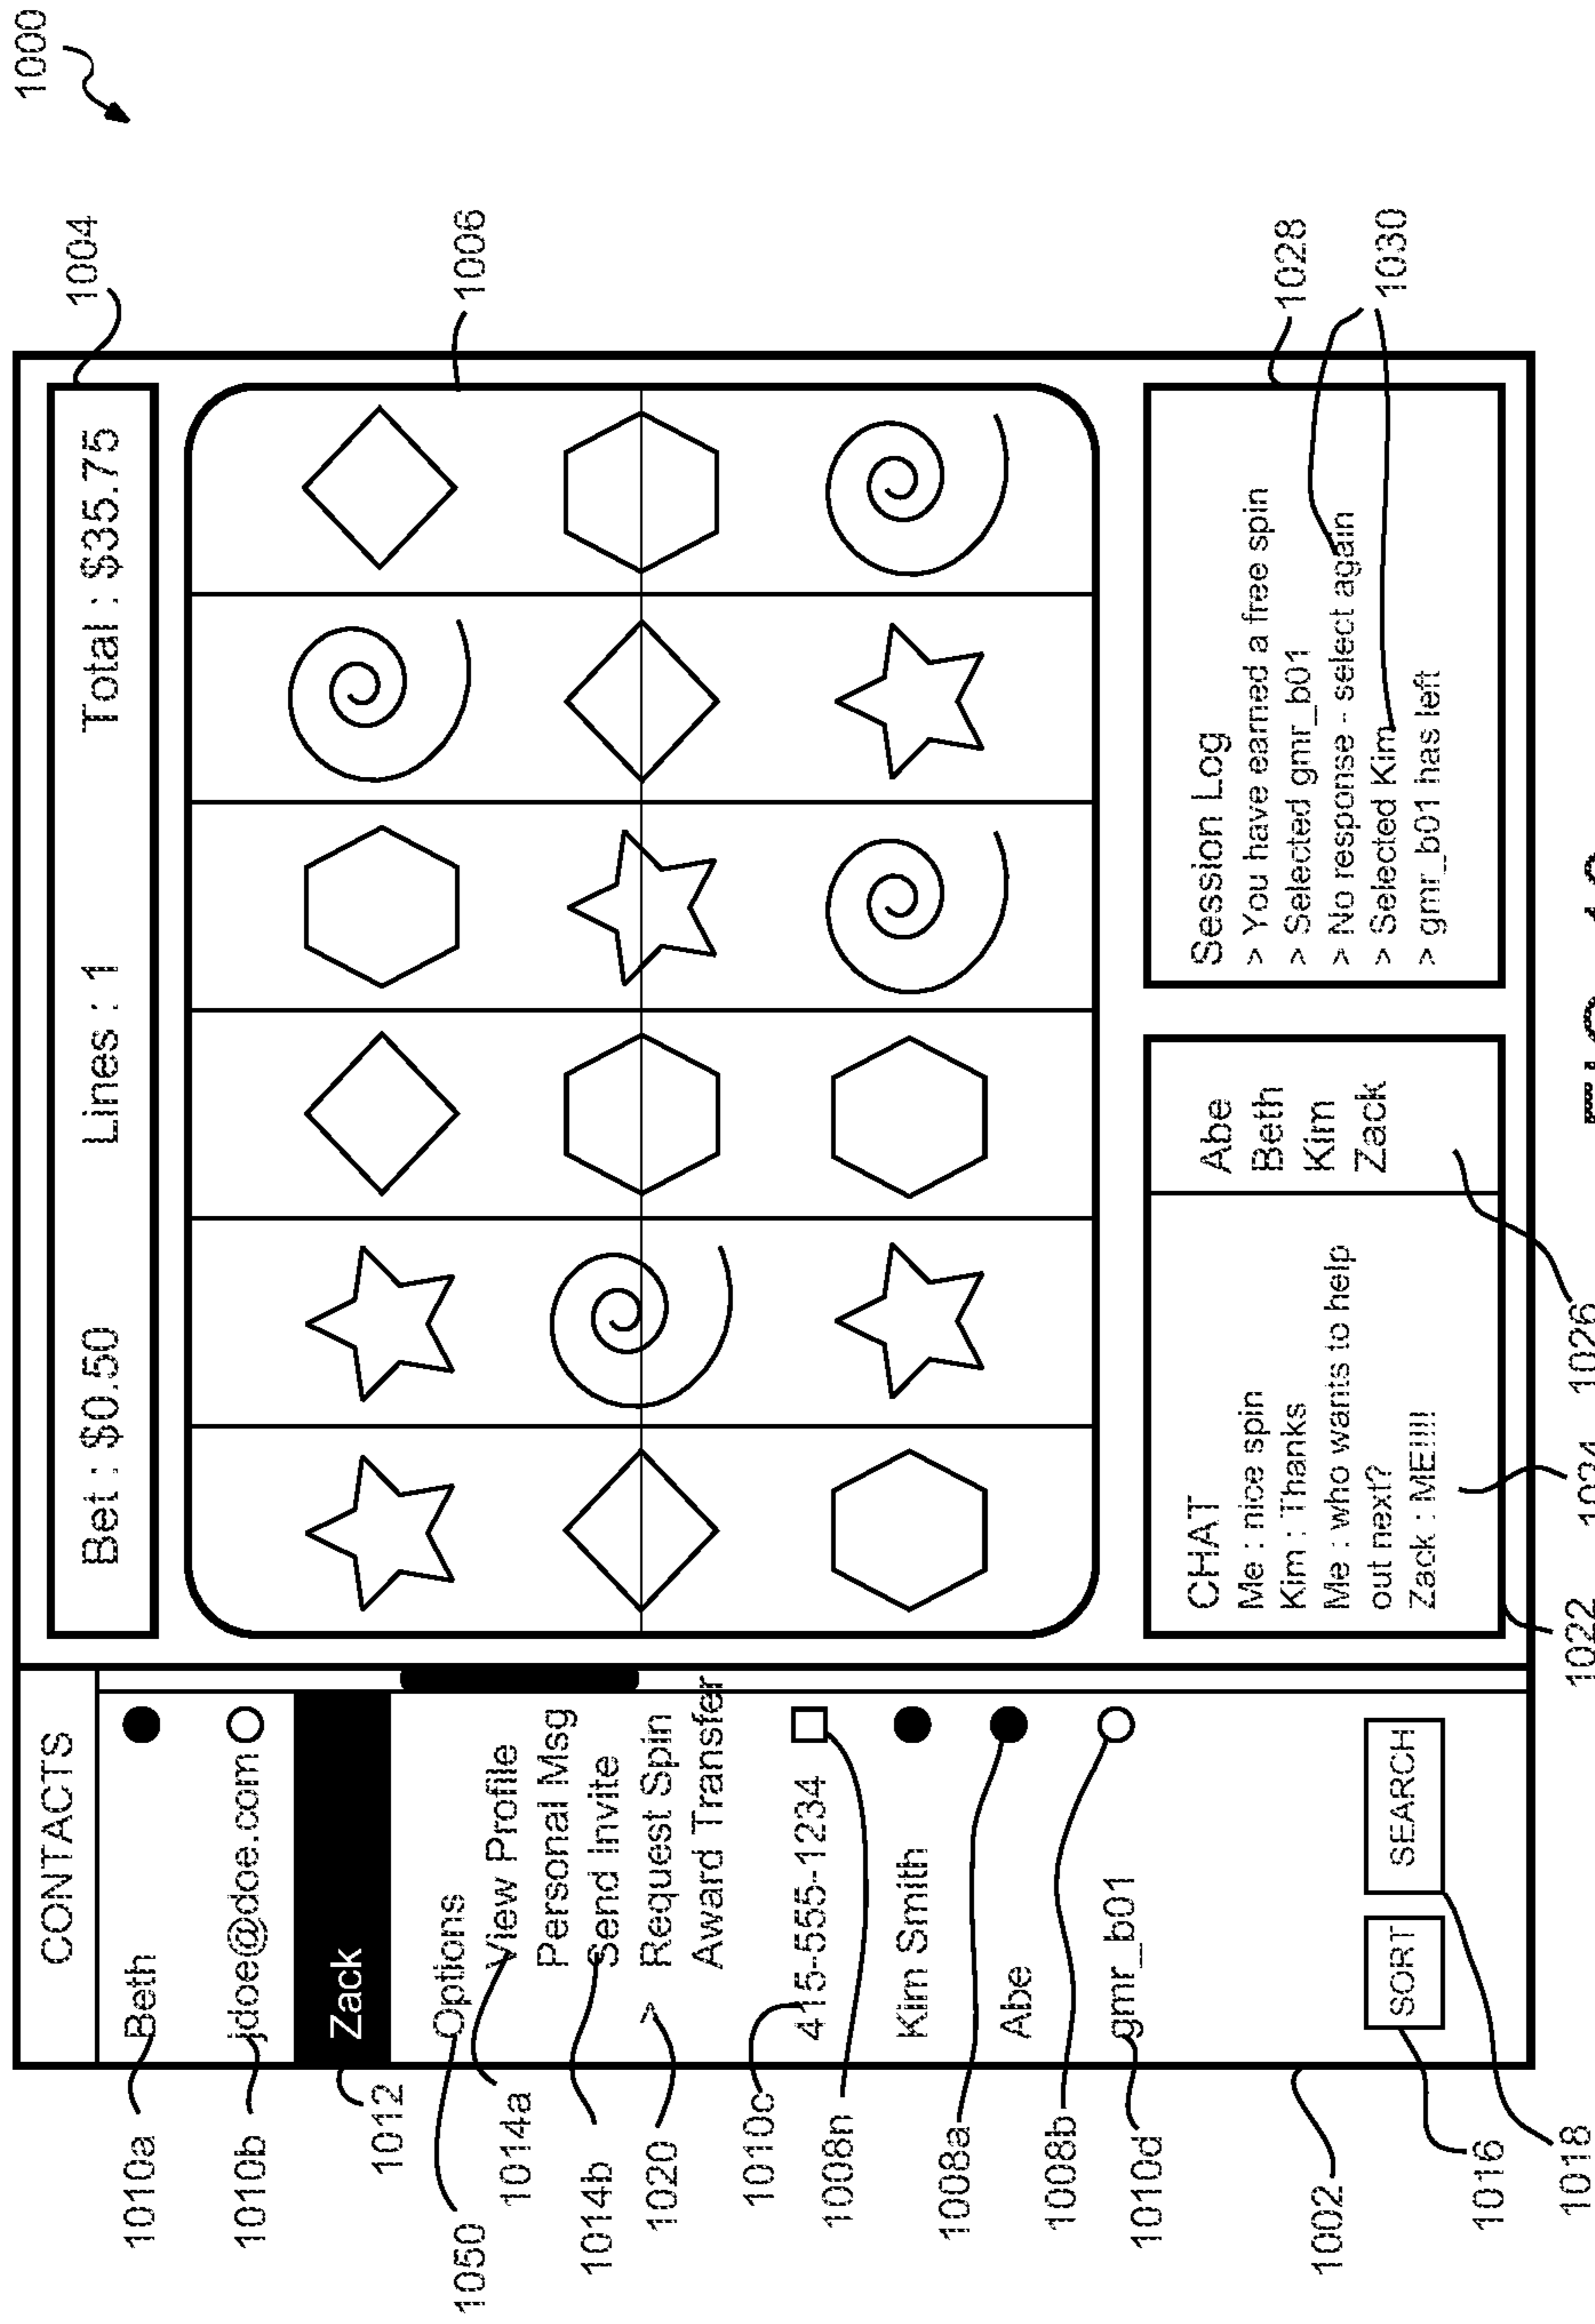 1000
CONTACTS
Beth
jdoe@doe.com
Zack
Options
View Profile
Personal Msg
Send Invite
> Request Spin
Award Transfer
415-555-1234
Kim Smith
Abe
gmr_b01
SORT
SEARCH
Bet : $0.50
Lines : 1
Total : $35.75
CHAT
Me : nice spin
Kim : Thanks
Me : who wants to help
out next?
Zack : ME!!!!
Abe
Beth
Kim
Zack
Session Log
> You have earned a free spin
> Selected gmr_b01
> No response - select again
> Selected Kim
> gmr_b01 has left
1010a
1010b
1012
1050
1014a
1014b
1020
1010c
1008n
1008a
1008b
1010d
1002
1016
1018
1004
1006
1028
1030
1022
1026